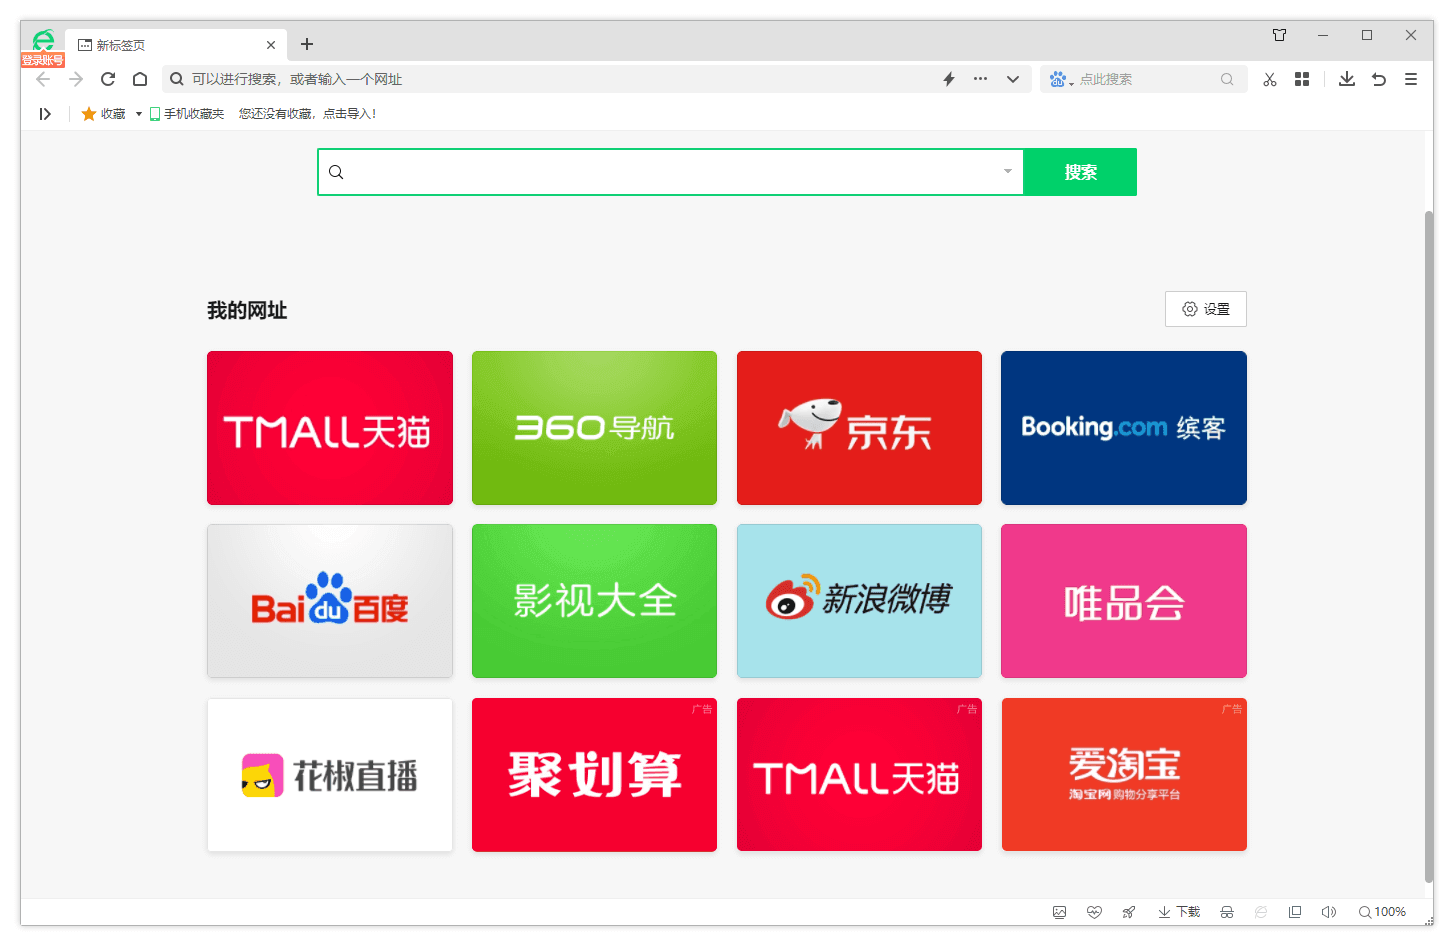 新标签页
登录账号
可以进行搜索，或者输入一个网址
点此搜索
收藏
手机收藏夹
您还没有收藏，点击导入！
搜索
我的网址
设置
TMALL天猫
360导航
京东
Booking.com 缤客
Baidu百度
影视大全
新浪微博
唯品会
花椒直播
广告
聚划算
广告
TMALL天猫
广告
爱淘宝
淘宝网购物分享平台
下载
100%